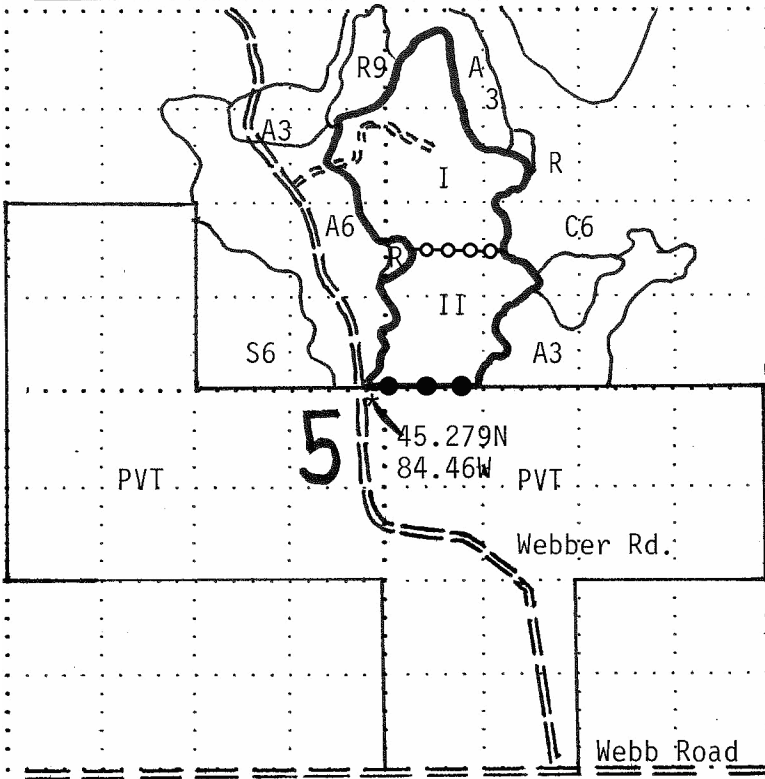 R9
A
3
A3
I
R
A6
C6
R
II
S6
A3
5
45.279N
84.46W
PVT
PVT
Webber Rd.
Webb Road